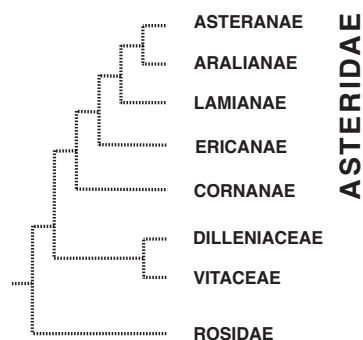 ASTERANAE
ARALIANAE
LAMIANAE
ERICANAE
CORNANAE
DILLENIACEAE
VITACEAE
ROSIDAE
ASTERIDAE